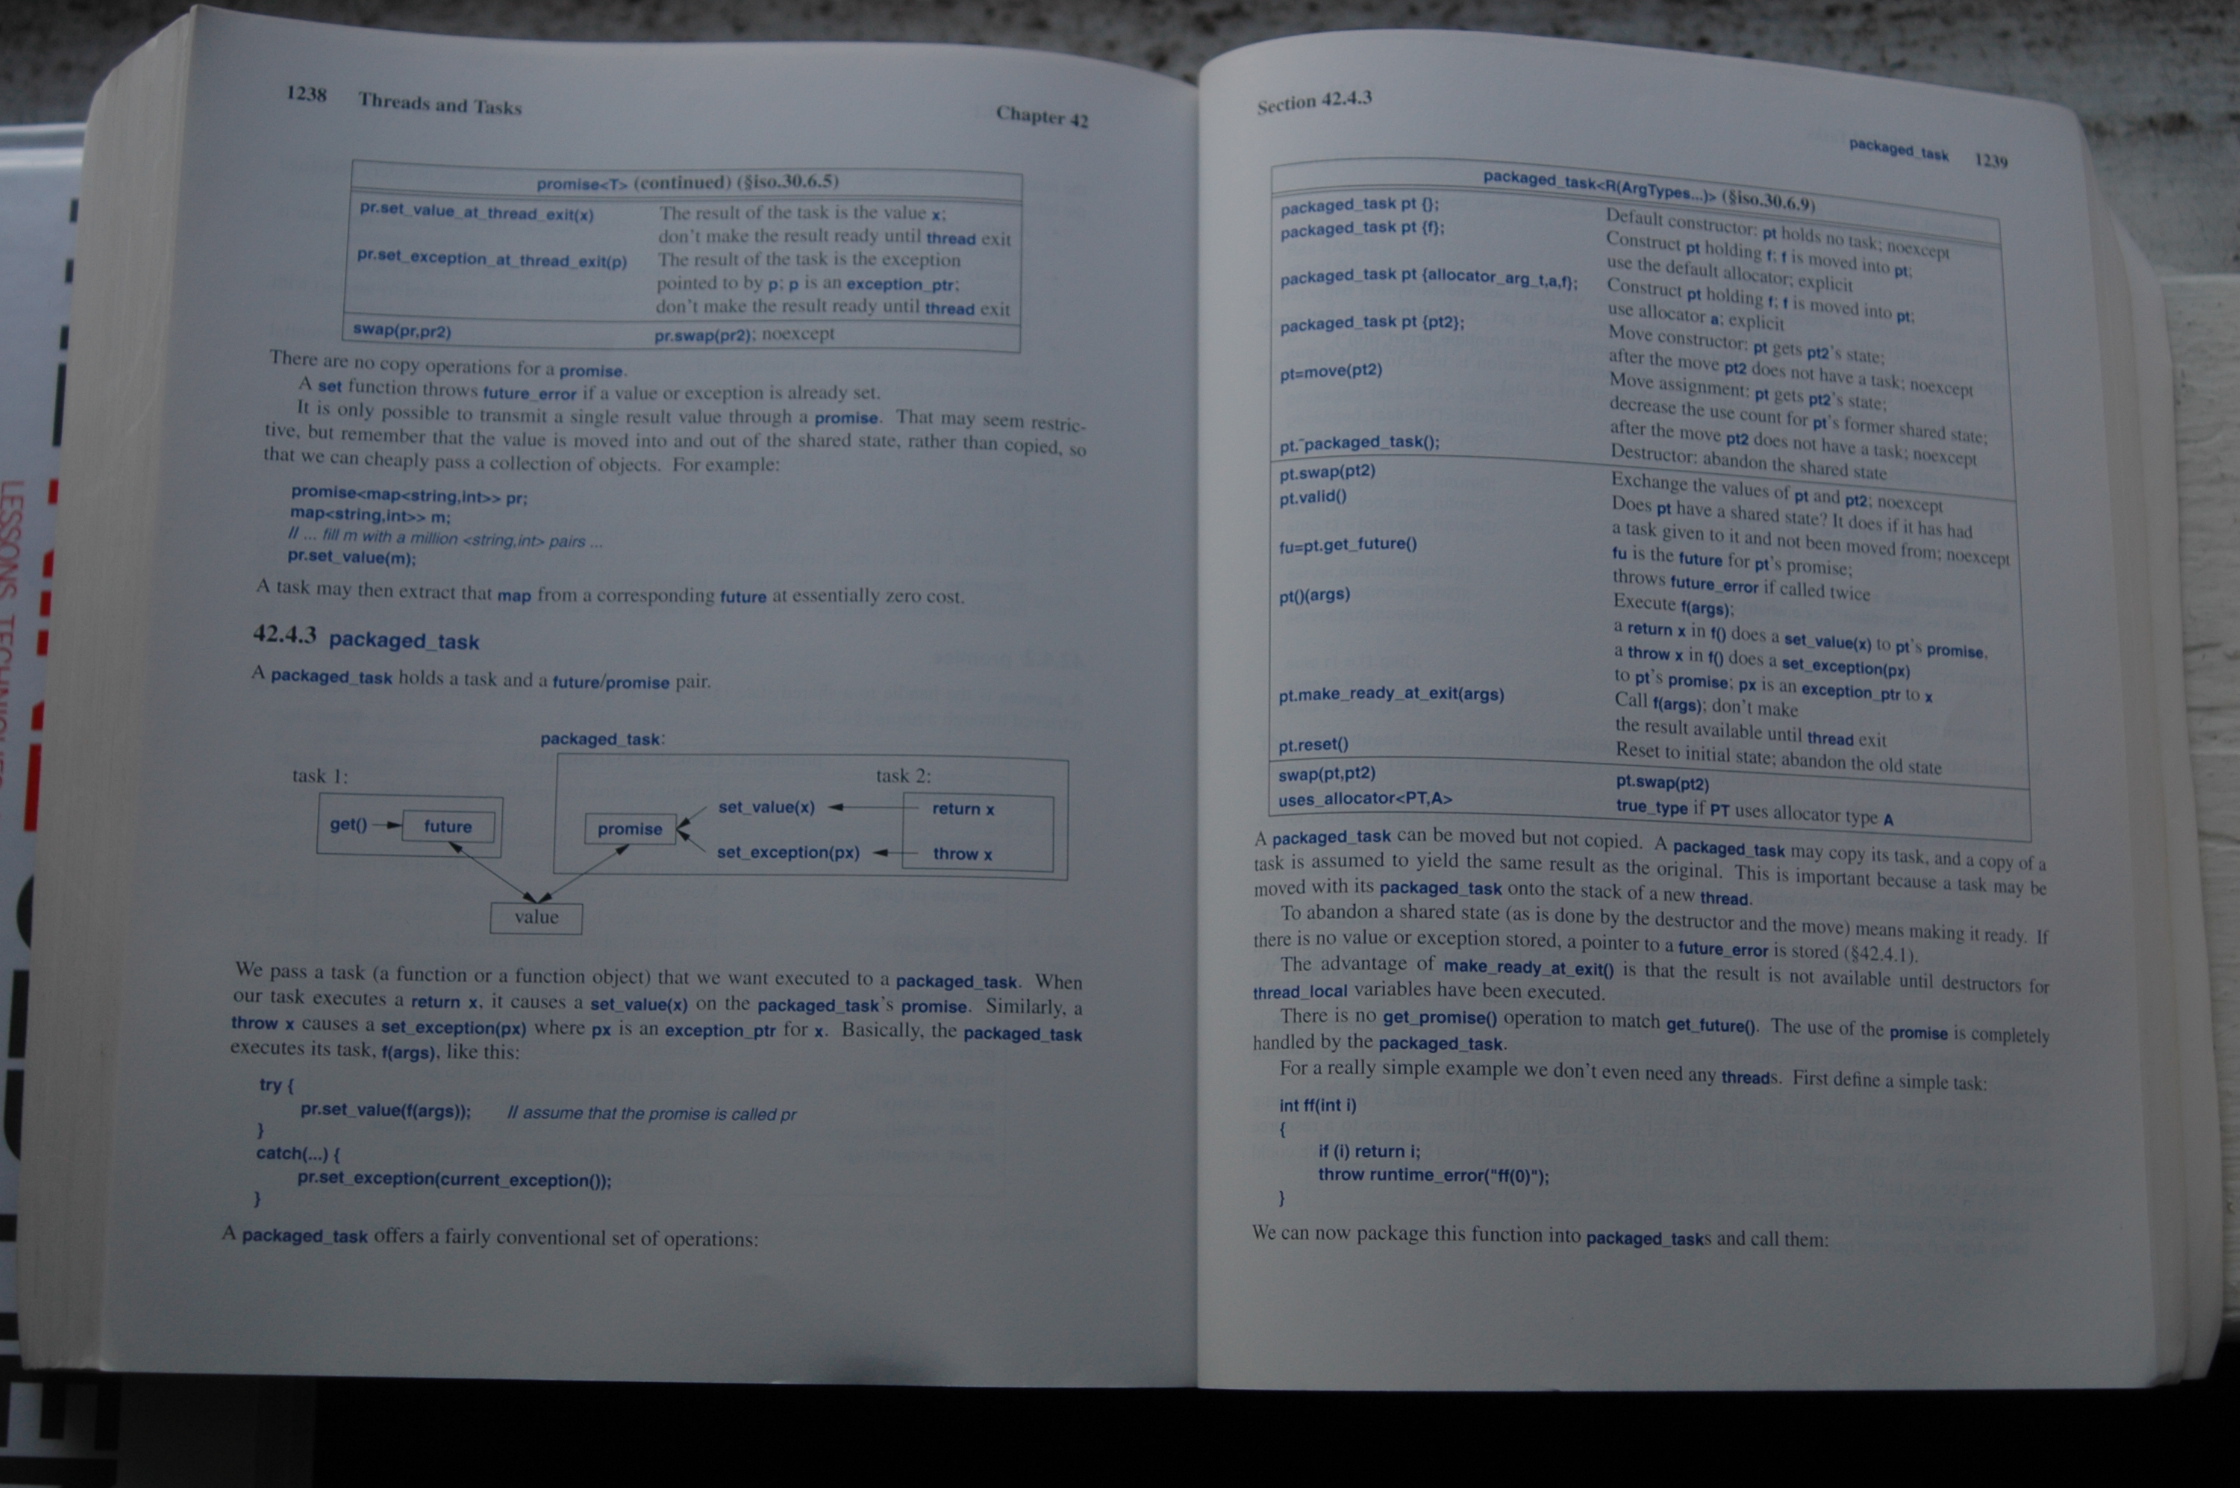 1238 Threads and Tasks Chapter 42
promise<T> (continued) (§iso.30.6.5)
pr.set_value_at_thread_exit(x) The result of the task is the value x;
don't make the result ready until thread exit
pr.set_exception_at_thread_exit(p) The result of the task is the exception
pointed to by p; p is an exception_ptr;
don't make the result ready until thread exit
swap(pr,pr2) pr.swap(pr2); noexcept
There are no copy operations for a promise.
A set function throws future_error if a value or exception is already set.
It is only possible to transmit a single result value through a promise. That may seem restric-
tive, but remember that the value is moved into and out of the shared state, rather than copied, so
that we can cheaply pass a collection of objects. For example:
promise<map<string,int>> pr;
map<string,int>> m;
// ... fill m with a million <string,int> pairs ...
pr.set_value(m);
A task may then extract that map from a corresponding future at essentially zero cost.
42.4.3 packaged_task
A packaged_task holds a task and a future/promise pair.
packaged_task:
task 1: task 2:
set_value(x) return x
get() future promise
set_exception(px) throw x
value
We pass a task (a function or a function object) that we want executed to a packaged_task. When
our task executes a return x, it causes a set_value(x) on the packaged_task's promise. Similarly, a
throw x causes a set_exception(px) where px is an exception_ptr for x. Basically, the packaged_task
executes its task, f(args), like this:
try {
pr.set_value(f(args)); // assume that the promise is called pr
}
catch(...) {
pr.set_exception(current_exception());
}
A packaged_task offers a fairly conventional set of operations:
Section 42.4.3 packaged_task 1239
packaged_task<R(ArgTypes...)> (§iso.30.6.9)
packaged_task pt {}; Default constructor: pt holds no task; noexcept
packaged_task pt {f}; Construct pt holding f; f is moved into pt;
use the default allocator; explicit
packaged_task pt {allocator_arg_t,a,f}; Construct pt holding f; f is moved into pt;
use allocator a; explicit
packaged_task pt {pt2}; Move constructor: pt gets pt2's state;
after the move pt2 does not have a task; noexcept
pt=move(pt2) Move assignment: pt gets pt2's state;
decrease the use count for pt's former shared state;
after the move pt2 does not have a task; noexcept
pt.~packaged_task(); Destructor: abandon the shared state
pt.swap(pt2) Exchange the values of pt and pt2; noexcept
pt.valid() Does pt have a shared state? It does if it has had
a task given to it and not been moved from; noexcept
fu=pt.get_future() fu is the future for pt's promise;
throws future_error if called twice
pt()(args) Execute f(args);
a return x in f() does a set_value(x) to pt's promise,
a throw x in f() does a set_exception(px)
to pt's promise; px is an exception_ptr to x
pt.make_ready_at_exit(args) Call f(args); don't make
the result available until thread exit
pt.reset() Reset to initial state; abandon the old state
swap(pt,pt2) pt.swap(pt2)
uses_allocator<PT,A> true_type if PT uses allocator type A
A packaged_task can be moved but not copied. A packaged_task may copy its task, and a copy of a
task is assumed to yield the same result as the original. This is important because a task may be
moved with its packaged_task onto the stack of a new thread.
To abandon a shared state (as is done by the destructor and the move) means making it ready. If
there is no value or exception stored, a pointer to a future_error is stored (§42.4.1).
The advantage of make_ready_at_exit() is that the result is not available until destructors for
thread_local variables have been executed.
There is no get_promise() operation to match get_future(). The use of the promise is completely
handled by the packaged_task.
For a really simple example we don't even need any threads. First define a simple task:
int ff(int i)
{
if (i) return i;
throw runtime_error("ff(0)");
}
We can now package this function into packaged_tasks and call them:
LESSONS,